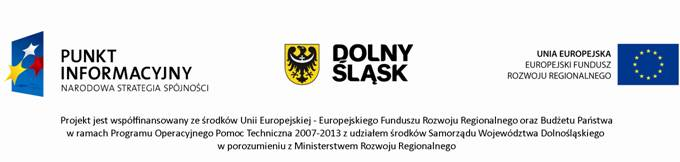 PUNKT
INFORMACYJNY
NARODOWA STRATEGIA SPÓJNOŚCI
DOLNY
ŚLĄSK
UNIA EUROPEJSKA
EUROPEJSKI FUNDUSZ
ROZWOJU REGIONALNEGO
Projekt jest współfinansowany ze środków Unii Europejskiej - Europejskiego Funduszu Rozwoju Regionalnego oraz Budżetu Państwa
w ramach Programu Operacyjnego Pomoc Techniczna 2007-2013 z udziałem środków Samorządu Województwa Dolnośląskiego
w porozumieniu z Ministerstwem Rozwoju Regionalnego